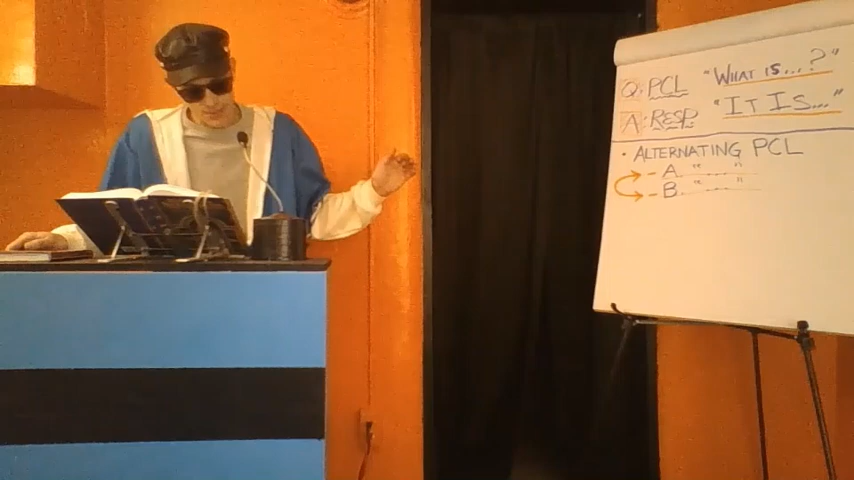 Q: PCL "WHAT IS...?"
A: RESP: "IT IS..."
• ALTERNATING PCL
- A " "
- B " "